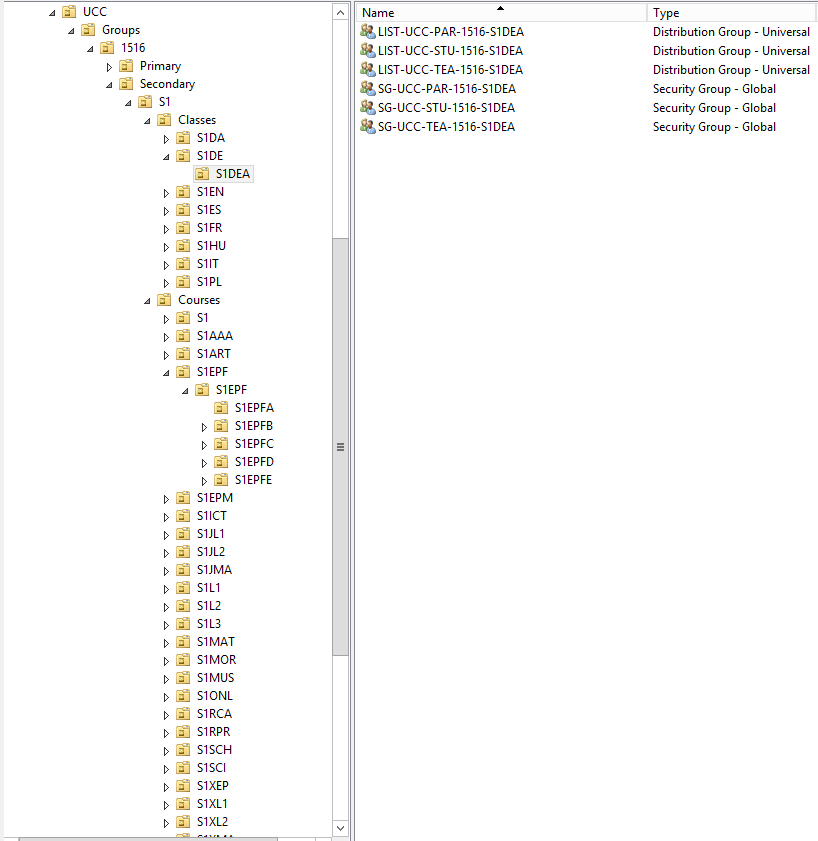 UCC
Groups
1516
Primary
Secondary
S1
Classes
S1DA
S1DE
S1DEA
S1EN
S1ES
S1FR
S1HU
S1IT
S1PL
Courses
S1
S1AAA
S1ART
S1EPF
S1EPF
S1EPFA
S1EPFB
S1EPFC
S1EPFD
S1EPFE
S1EPM
S1ICT
S1JL1
S1JL2
S1JMA
S1L1
S1L2
S1L3
S1MAT
S1MOR
S1MUS
S1ONL
S1RCA
S1RPR
S1SCH
S1SCI
S1XEP
S1XL1
S1XL2
Name Type
LIST-UCC-PAR-1516-S1DEA Distribution Group - Universal
LIST-UCC-STU-1516-S1DEA Distribution Group - Universal
LIST-UCC-TEA-1516-S1DEA Distribution Group - Universal
SG-UCC-PAR-1516-S1DEA Security Group - Global
SG-UCC-STU-1516-S1DEA Security Group - Global
SG-UCC-TEA-1516-S1DEA Security Group - Global